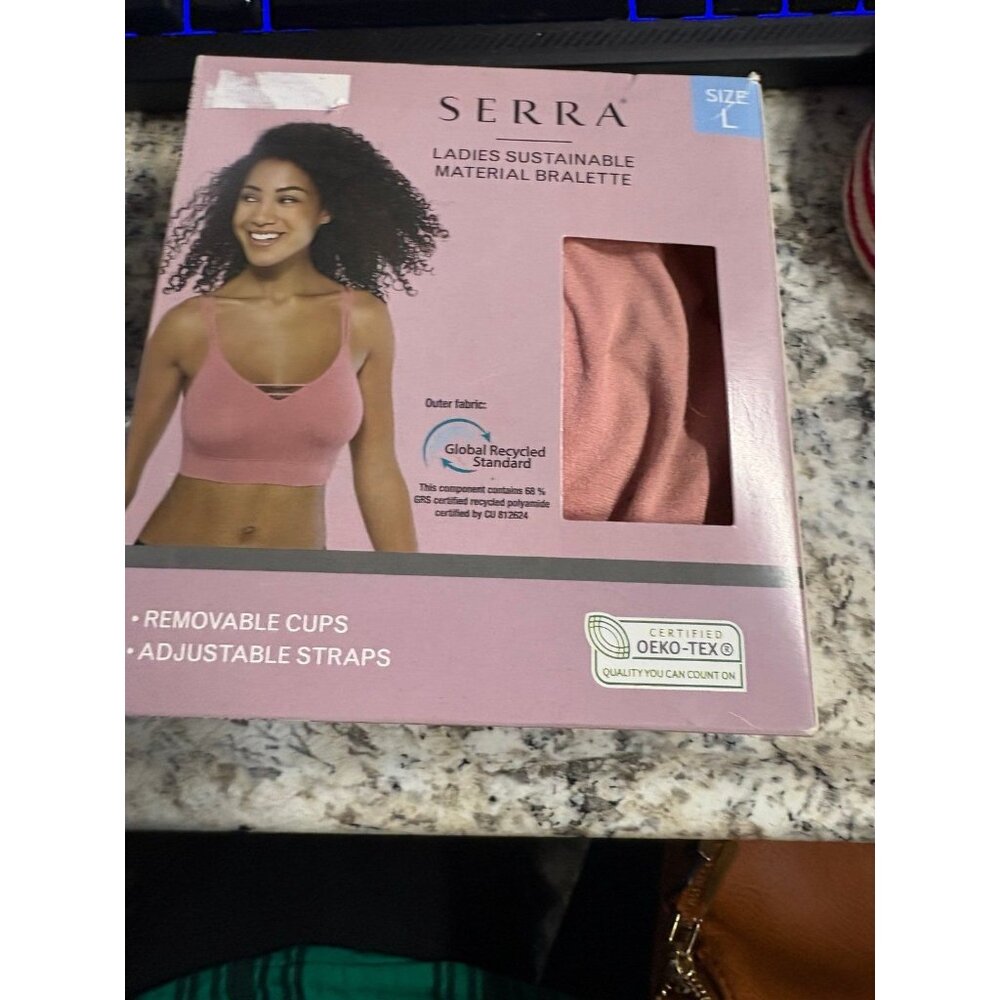 SERRA®
SIZE
L
LADIES SUSTAINABLE
MATERIAL BRALETTE
Outer fabric:
Global Recycled
Standard
This component contains 68 %
GRS certified recycled polyamide
certified by CU 812624
• REMOVABLE CUPS
• ADJUSTABLE STRAPS
CERTIFIED
OEKO-TEX®
QUALITY YOU CAN COUNT ON